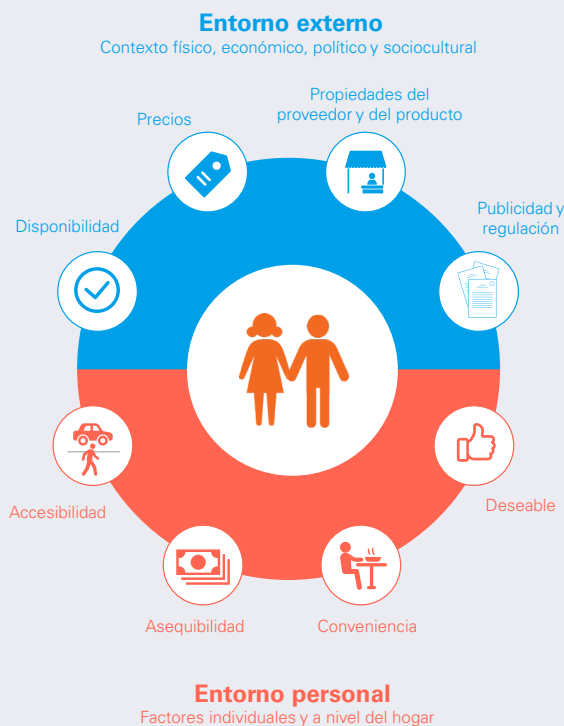 Entorno externo
Contexto físico, económico, político y sociocultural
Propiedades del
proveedor y del producto
Precios
Publicidad y
regulación
Disponibilidad
Accesibilidad
Deseable
Asequibilidad
Conveniencia
Entorno personal
Factores individuales y a nivel del hogar